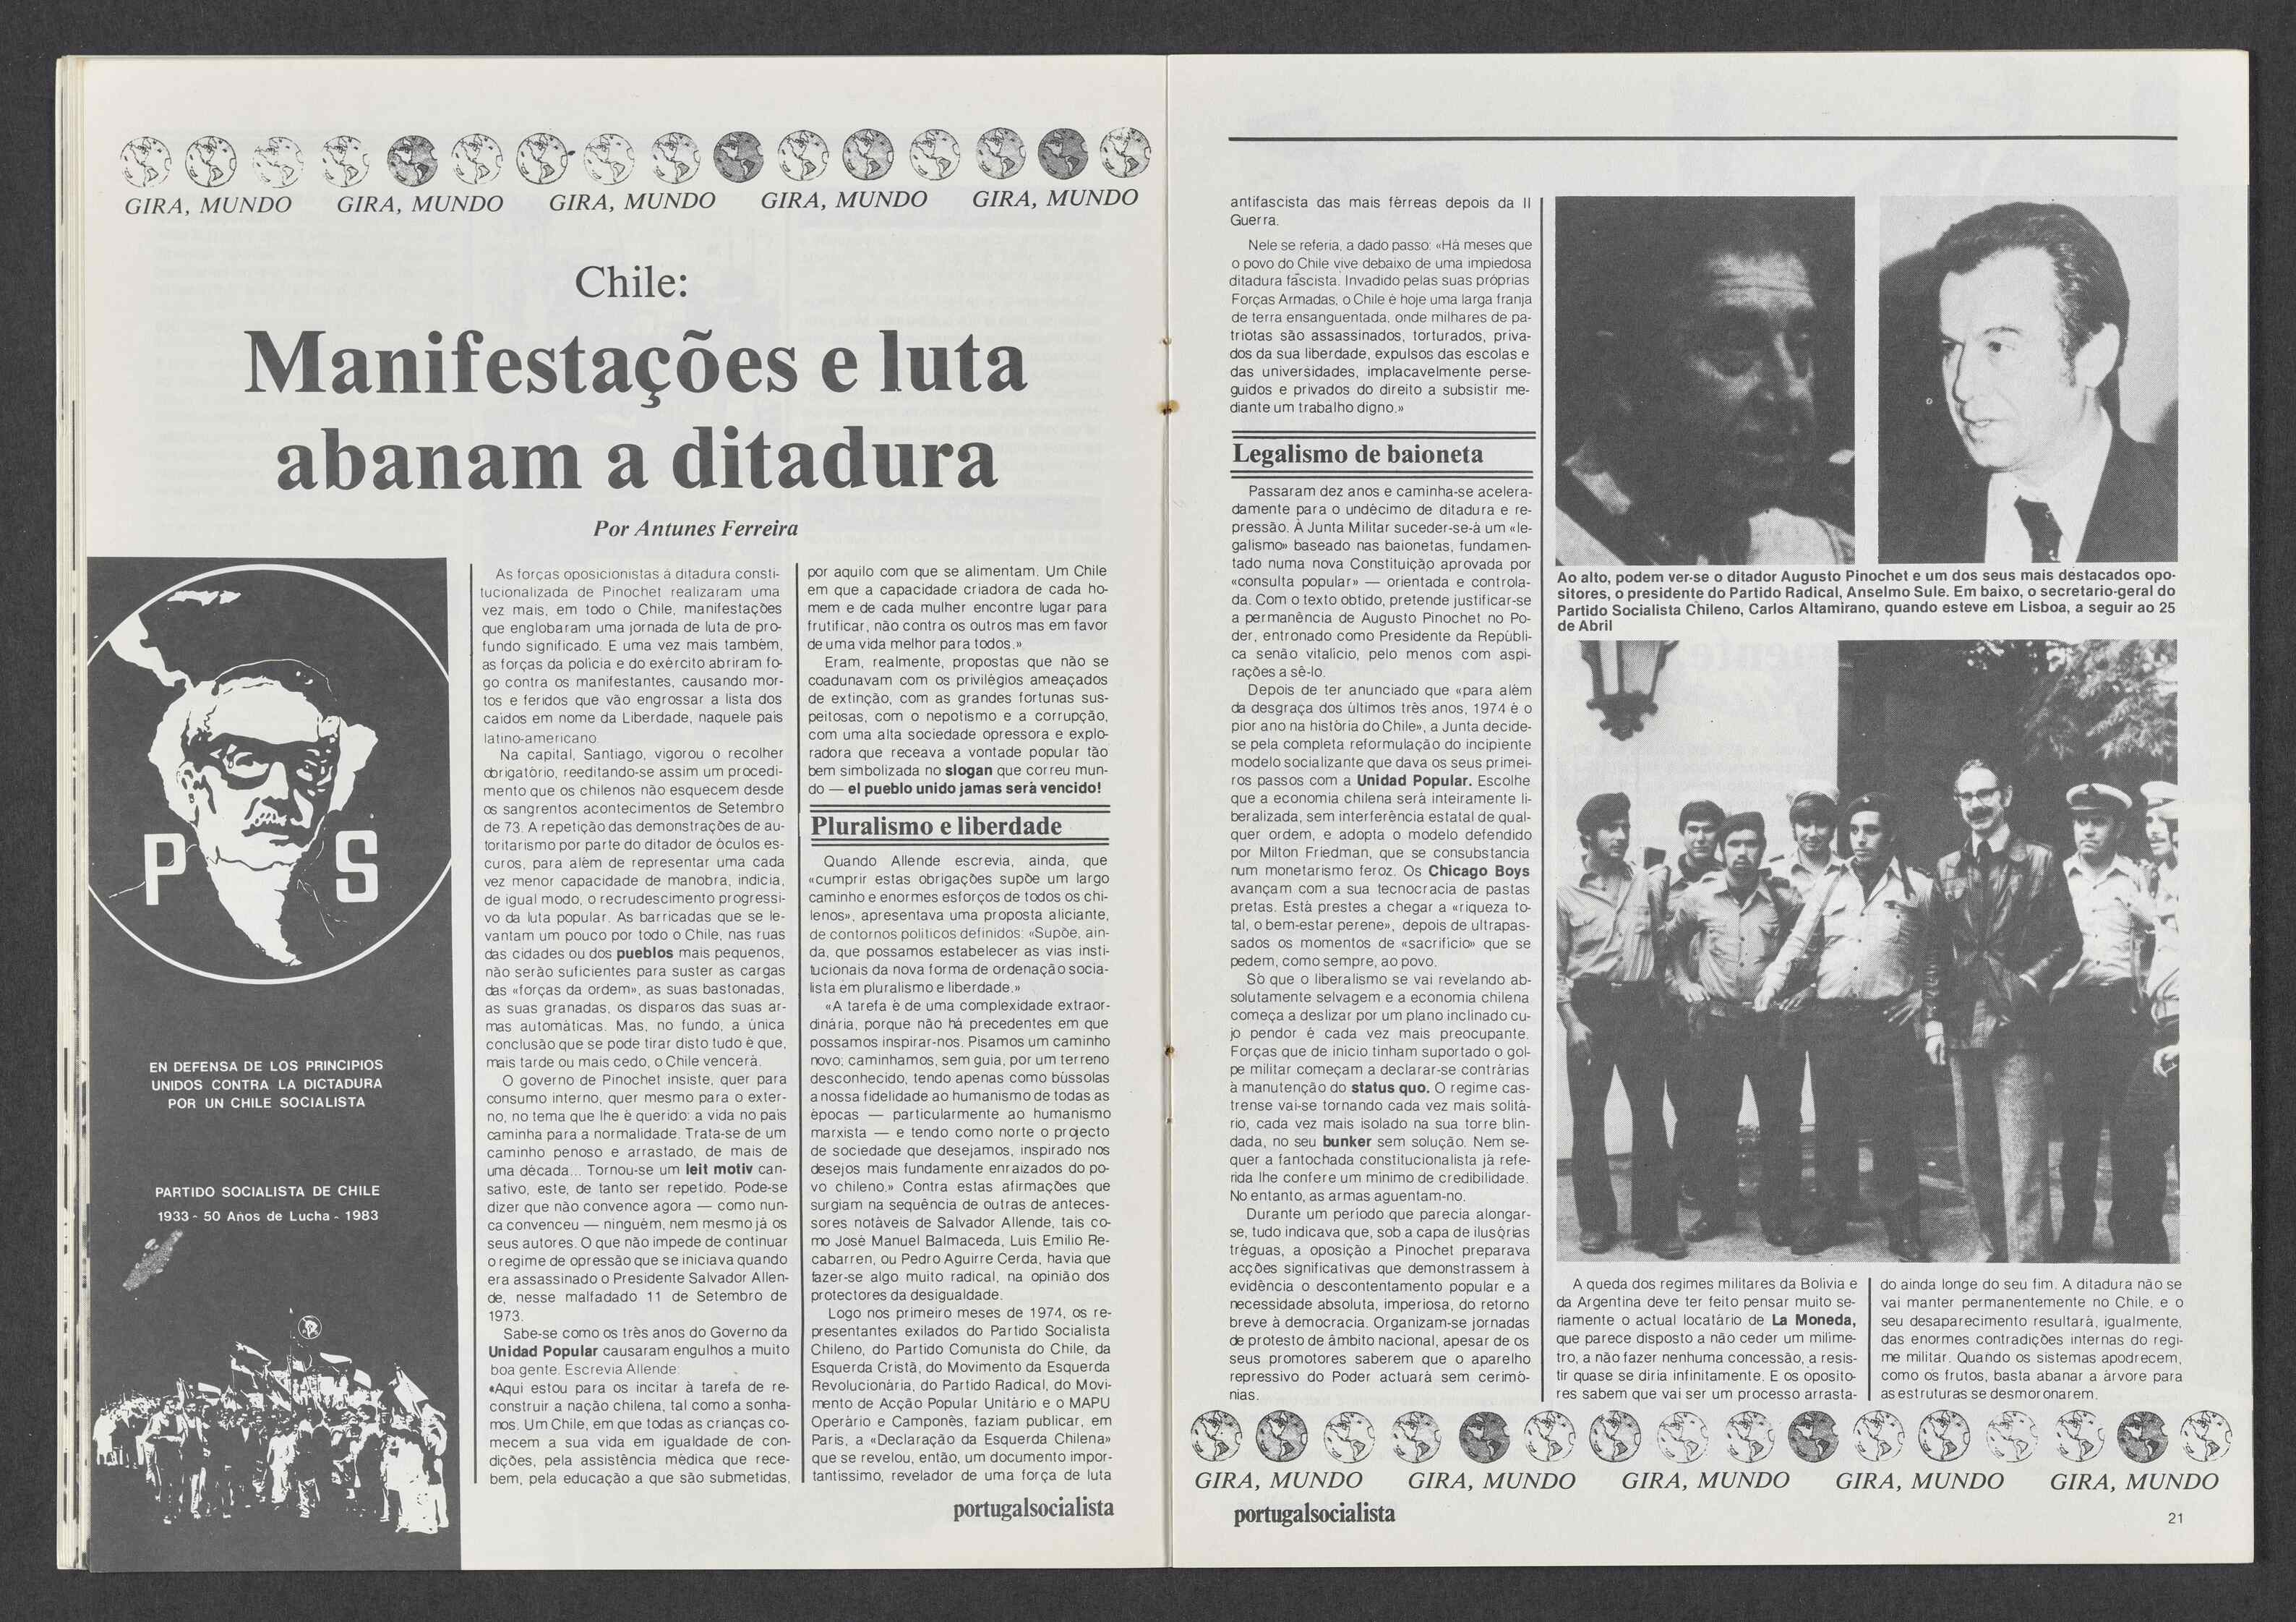 GIRA, MUNDO GIRA, MUNDO GIRA, MUNDO GIRA, MUNDO GIRA, MUNDO
Chile:
Manifestações e luta
abanam a ditadura
Por Antunes Ferreira
P S
EN DEFENSA DE LOS PRINCIPIOS
UNIDOS CONTRA LA DICTADURA
POR UN CHILE SOCIALISTA
PARTIDO SOCIALISTA DE CHILE
1933 - 50 Años de Lucha - 1983
As forças oposicionistas à ditadura consti-
tucionalizada de Pinochet realizaram uma
vez mais, em todo o Chile, manifestações
que englobaram uma jornada de luta de pro-
fundo significado. E uma vez mais também,
as forças da polícia e do exército abriram fo-
go contra os manifestantes, causando mor-
tos e feridos que vão engrossar a lista dos
caídos em nome da Liberdade, naquele país
latino-americano.
Na capital, Santiago, vigorou o recolher
obrigatório, reeditando-se assim um procedi-
mento que os chilenos não esquecem desde
os sangrentos acontecimentos de Setembro
de 73. A repetição das demonstrações de au-
toritarismo por parte do ditador de óculos es-
curos, para além de representar uma cada
vez menor capacidade de manobra, indicia,
de igual modo, o recrudescimento progressi-
vo da luta popular. As barricadas que se le-
vantam um pouco por todo o Chile, nas ruas
das cidades ou dos pueblos mais pequenos,
não serão suficientes para suster as cargas
das «forças da ordem», as suas bastonadas,
as suas granadas, os disparos das suas ar-
mas automáticas. Mas, no fundo, a única
conclusão que se pode tirar disto tudo é que,
mais tarde ou mais cedo, o Chile vencerá.
O governo de Pinochet insiste, quer para
consumo interno, quer mesmo para o exter-
no, no tema que lhe é querido: a vida no país
caminha para a normalidade. Trata-se de um
caminho penoso e arrastado, de mais de
uma década... Tornou-se um leit motiv can-
sativo, este, de tanto ser repetido. Pode-se
dizer que não convence agora — como nun-
ca convenceu — ninguém, nem mesmo já os
seus autores. O que não impede de continuar
o regime de opressão que se iniciava quando
era assassinado o Presidente Salvador Allen-
de, nesse malfadado 11 de Setembro de
1973.
Sabe-se como os três anos do Governo da
Unidad Popular causaram engulhos a muito
boa gente. Escrevia Allende:
«Aqui estou para os incitar à tarefa de re-
construir a nação chilena, tal como a sonha-
mos. Um Chile, em que todas as crianças co-
mecem a sua vida em igualdade de con-
dições, pela assistência médica que rece-
bem, pela educação a que são submetidas,
por aquilo com que se alimentam. Um Chile
em que a capacidade criadora de cada ho-
mem e de cada mulher encontre lugar para
frutificar, não contra os outros mas em favor
de uma vida melhor para todos.»
Eram, realmente, propostas que não se
coadunavam com os privilégios ameaçados
de extinção, com as grandes fortunas sus-
peitosas, com o nepotismo e a corrupção,
com uma alta sociedade opressora e explo-
radora que receava a vontade popular tão
bem simbolizada no slogan que correu mun-
do — el pueblo unido jamas será vencido!
Pluralismo e liberdade
Quando Allende escrevia, ainda, que
«cumprir estas obrigações supõe um largo
caminho e enormes esforços de todos os chi-
lenos», apresentava uma proposta aliciante,
de contornos políticos definidos: «Supõe, ain-
da, que possamos estabelecer as vias insti-
tucionais da nova forma de ordenação socia-
lista em pluralismo e liberdade.»
«A tarefa é de uma complexidade extraor-
dinária, porque não há precedentes em que
possamos inspirar-nos. Pisamos um caminho
novo; caminhamos, sem guia, por um terreno
desconhecido, tendo apenas como bússolas
a nossa fidelidade ao humanismo de todas as
épocas — particularmente ao humanismo
marxista — e tendo como norte o projecto
de sociedade que desejamos, inspirado nos
desejos mais fundamente enraizados do po-
vo chileno.» Contra estas afirmações que
surgiam na sequência de outras de anteces-
sores notáveis de Salvador Allende, tais co-
mo José Manuel Balmaceda, Luis Emilio Re-
cabarren, ou Pedro Aguirre Cerda, havia que
fazer-se algo muito radical, na opinião dos
protectores da desigualdade.
Logo nos primeiro meses de 1974, os re-
presentantes exilados do Partido Socialista
Chileno, do Partido Comunista do Chile, da
Esquerda Cristã, do Movimento da Esquerda
Revolucionária, do Partido Radical, do Movi-
mento de Acção Popular Unitário e o MAPU
Operário e Camponês, faziam publicar, em
Paris, a «Declaração da Esquerda Chilena»
que se revelou, então, um documento impor-
tantíssimo, revelador de uma força de luta
portugalsocialista
antifascista das mais férreas depois da II
Guerra.
Nele se referia, a dado passo: «Há meses que
o povo do Chile vive debaixo de uma impiedosa
ditadura fascista. Invadido pelas suas próprias
Forças Armadas, o Chile é hoje uma larga franja
de terra ensanguentada, onde milhares de pa-
triotas são assassinados, torturados, priva-
dos da sua liberdade, expulsos das escolas e
das universidades, implacavelmente perse-
guidos e privados do direito a subsistir me-
diante um trabalho digno.»
Legalismo de baioneta
Passaram dez anos e caminha-se acelera-
damente para o undécimo de ditadura e re-
pressão. À Junta Militar suceder-se-á um «le-
galismo» baseado nas baionetas, fundamen-
tado numa nova Constituição aprovada por
«consulta popular» — orientada e controla-
da. Com o texto obtido, pretende justificar-se
a permanência de Augusto Pinochet no Po-
der, entronado como Presidente da Repúbli-
ca senão vitalício, pelo menos com aspi-
rações a sê-lo.
Depois de ter anunciado que «para além
da desgraça dos últimos três anos, 1974 é o
pior ano na história do Chile», a Junta decide-
se pela completa reformulação do incipiente
modelo socializante que dava os seus primei-
ros passos com a Unidad Popular. Escolhe
que a economia chilena será inteiramente li-
beralizada, sem interferência estatal de qual-
quer ordem, e adopta o modelo defendido
por Milton Friedman, que se consubstancia
num monetarismo feroz. Os Chicago Boys
avançam com a sua tecnocracia de pastas
pretas. Está prestes a chegar a «riqueza to-
tal, o bem-estar perene», depois de ultrapas-
sados os momentos de «sacrifício» que se
pedem, como sempre, ao povo.
Só que o liberalismo se vai revelando ab-
solutamente selvagem e a economia chilena
começa a deslizar por um plano inclinado cu-
jo pendor é cada vez mais preocupante.
Forças que de início tinham suportado o gol-
pe militar começam a declarar-se contrárias
à manutenção do status quo. O regime cas-
trense vai-se tornando cada vez mais solitá-
rio, cada vez mais isolado na sua torre blin-
dada, no seu bunker sem solução. Nem se-
quer a fantochada constitucionalista já refe-
rida lhe confere um mínimo de credibilidade.
No entanto, as armas aguentam-no.
Durante um período que parecia alongar-
se, tudo indicava que, sob a capa de ilusórias
tréguas, a oposição a Pinochet preparava
acções significativas que demonstrassem à
evidência o descontentamento popular e a
necessidade absoluta, imperiosa, do retorno
breve à democracia. Organizam-se jornadas
de protesto de âmbito nacional, apesar de os
seus promotores saberem que o aparelho
repressivo do Poder actuará sem cerimó-
nias.
Ao alto, podem ver-se o ditador Augusto Pinochet e um dos seus mais destacados opo-
sitores, o presidente do Partido Radical, Anselmo Sule. Em baixo, o secretario-geral do
Partido Socialista Chileno, Carlos Altamirano, quando esteve em Lisboa, a seguir ao 25
de Abril
A queda dos regimes militares da Bolívia e
da Argentina deve ter feito pensar muito se-
riamente o actual locatário de La Moneda,
que parece disposto a não ceder um milíme-
tro, a não fazer nenhuma concessão, a resis-
tir quase se diria infinitamente. E os oposito-
res sabem que vai ser um processo arrasta-
do ainda longe do seu fim. A ditadura não se
vai manter permanentemente no Chile, e o
seu desaparecimento resultará, igualmente,
das enormes contradições internas do regi-
me militar. Quando os sistemas apodrecem,
como os frutos, basta abanar a árvore para
as estruturas se desmoronarem.
GIRA, MUNDO GIRA, MUNDO GIRA, MUNDO GIRA, MUNDO GIRA, MUNDO
portugalsocialista
21